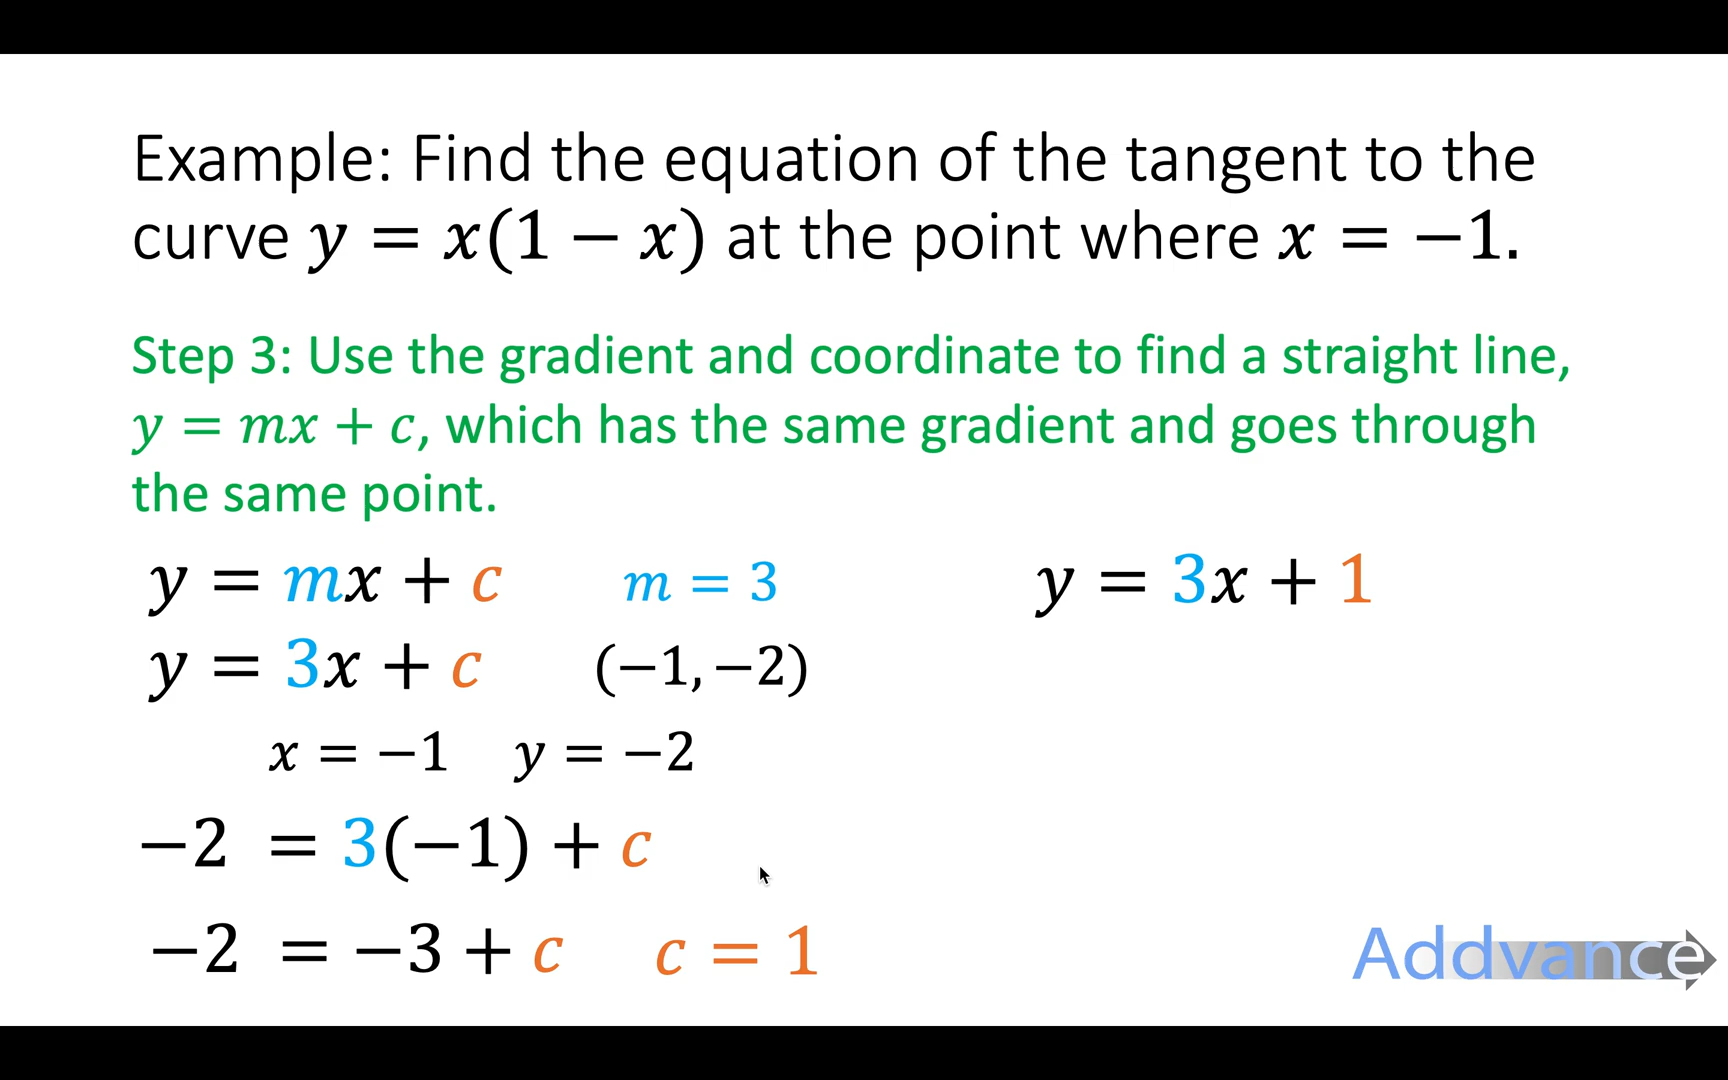 Example: Find the equation of the tangent to the
curve y = x(1 − x) at the point where x = −1.
Step 3: Use the gradient and coordinate to find a straight line,
y = mx + c, which has the same gradient and goes through
the same point.
y = mx + c m = 3 y = 3x + 1
y = 3x + c (−1, −2)
x = −1 y = −2
−2 = 3(−1) + c
−2 = −3 + c c = 1
Addvance